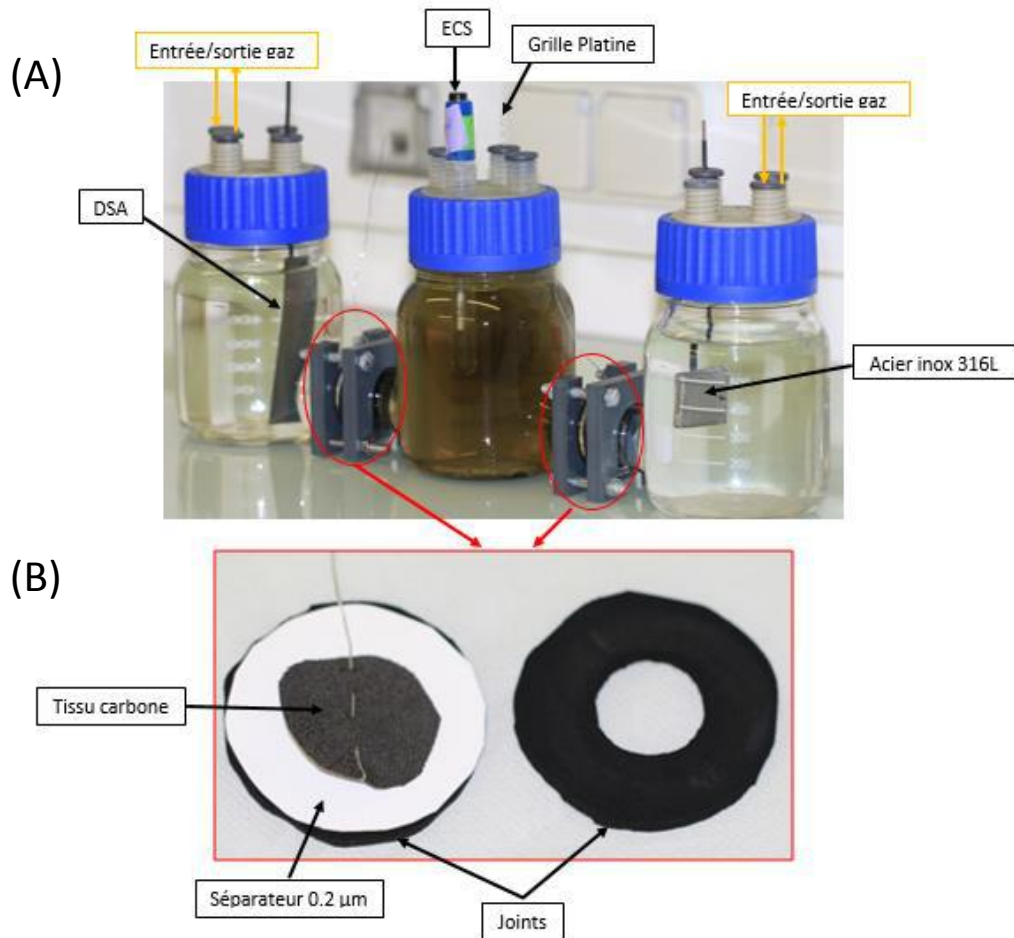 (A)
Entrée/sortie gaz
ECS
Grille Platine
Entrée/sortie gaz
DSA
Acier inox 316L
(B)
Tissu carbone
Séparateur 0.2 µm
Joints